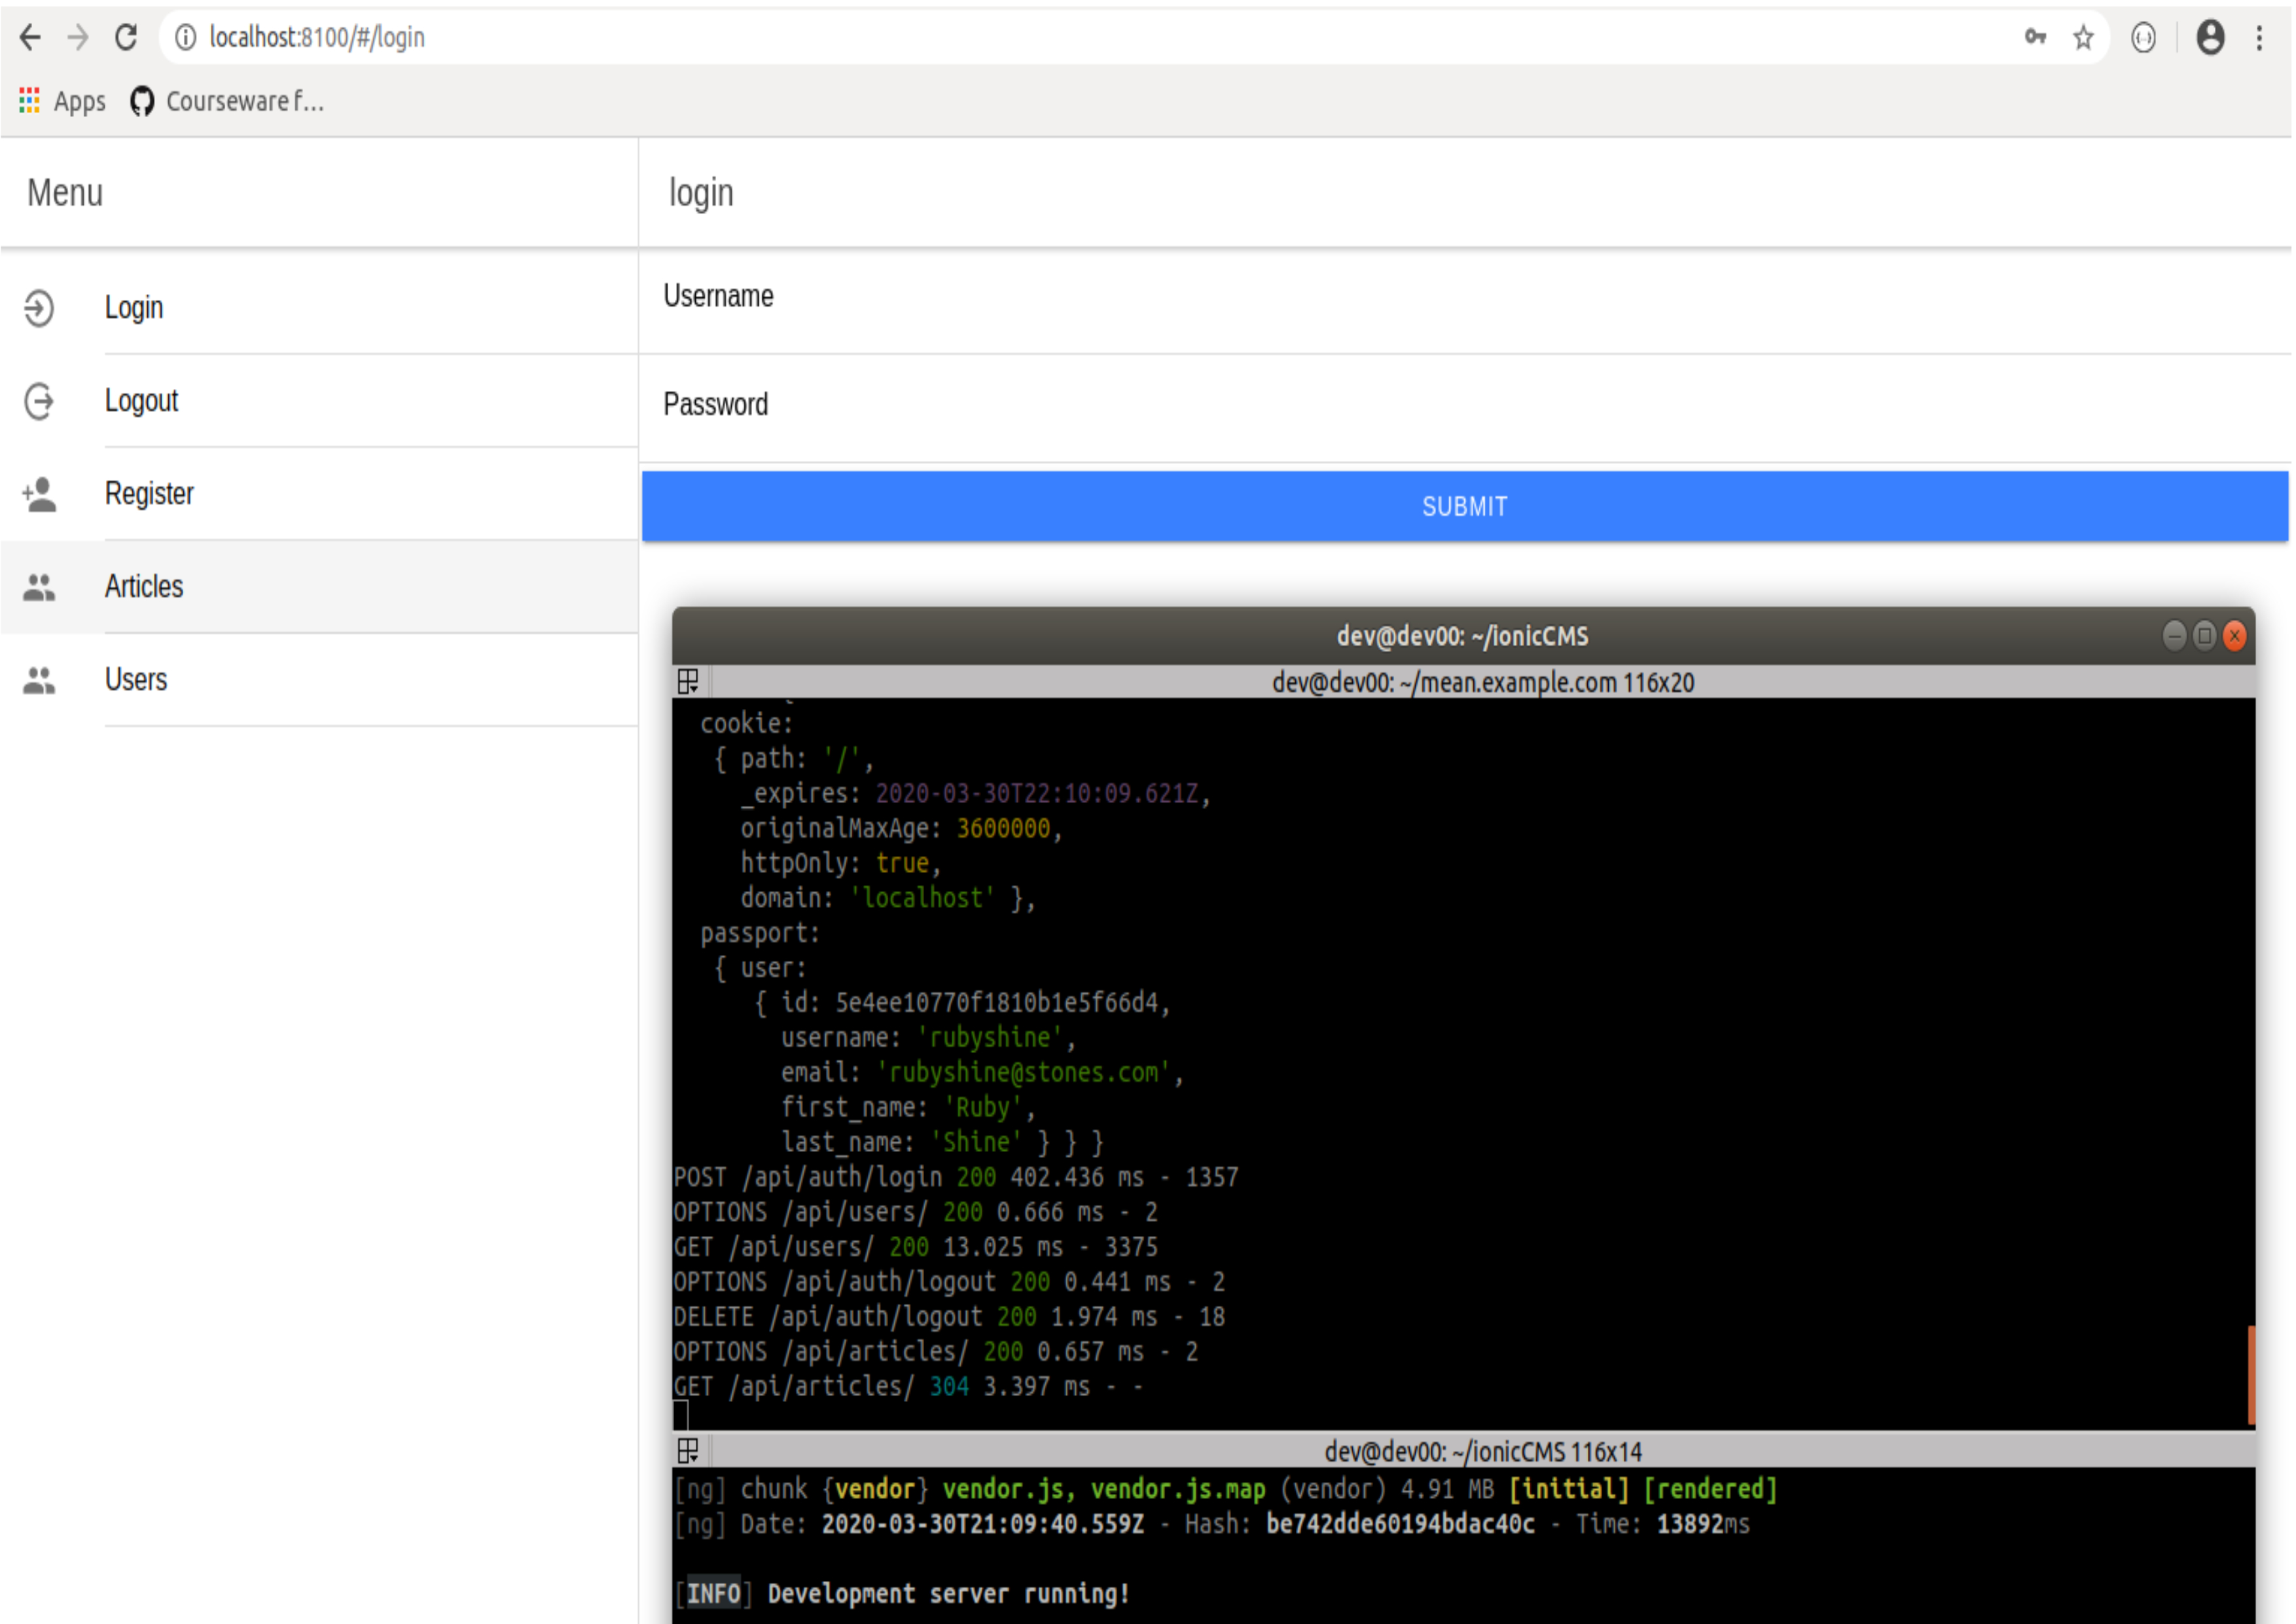 localhost:8100/#/login
Apps Courseware f...
Menu
login
Login
Logout
Register
Articles
Users
Username
Password
SUBMIT
dev@dev00: ~/ionicCMS
dev@dev00: ~/mean.example.com 116x20
cookie:
{ path: '/',
_expires: 2020-03-30T22:10:09.621Z,
originalMaxAge: 3600000,
httpOnly: true,
domain: 'localhost' },
passport:
{ user:
{ id: 5e4ee10770f1810b1e5f66d4,
username: 'rubyshine',
email: 'rubyshine@stones.com',
first_name: 'Ruby',
last_name: 'Shine' } } }
POST /api/auth/login 200 402.436 ms - 1357
OPTIONS /api/users/ 200 0.666 ms - 2
GET /api/users/ 200 13.025 ms - 3375
OPTIONS /api/auth/logout 200 0.441 ms - 2
DELETE /api/auth/logout 200 1.974 ms - 18
OPTIONS /api/articles/ 200 0.657 ms - 2
GET /api/articles/ 304 3.397 ms - -
dev@dev00: ~/ionicCMS 116x14
[ng] chunk {vendor} vendor.js, vendor.js.map (vendor) 4.91 MB [initial] [rendered]
[ng] Date: 2020-03-30T21:09:40.559Z - Hash: be742dde60194bdac40c - Time: 13892ms
[INFO] Development server running!